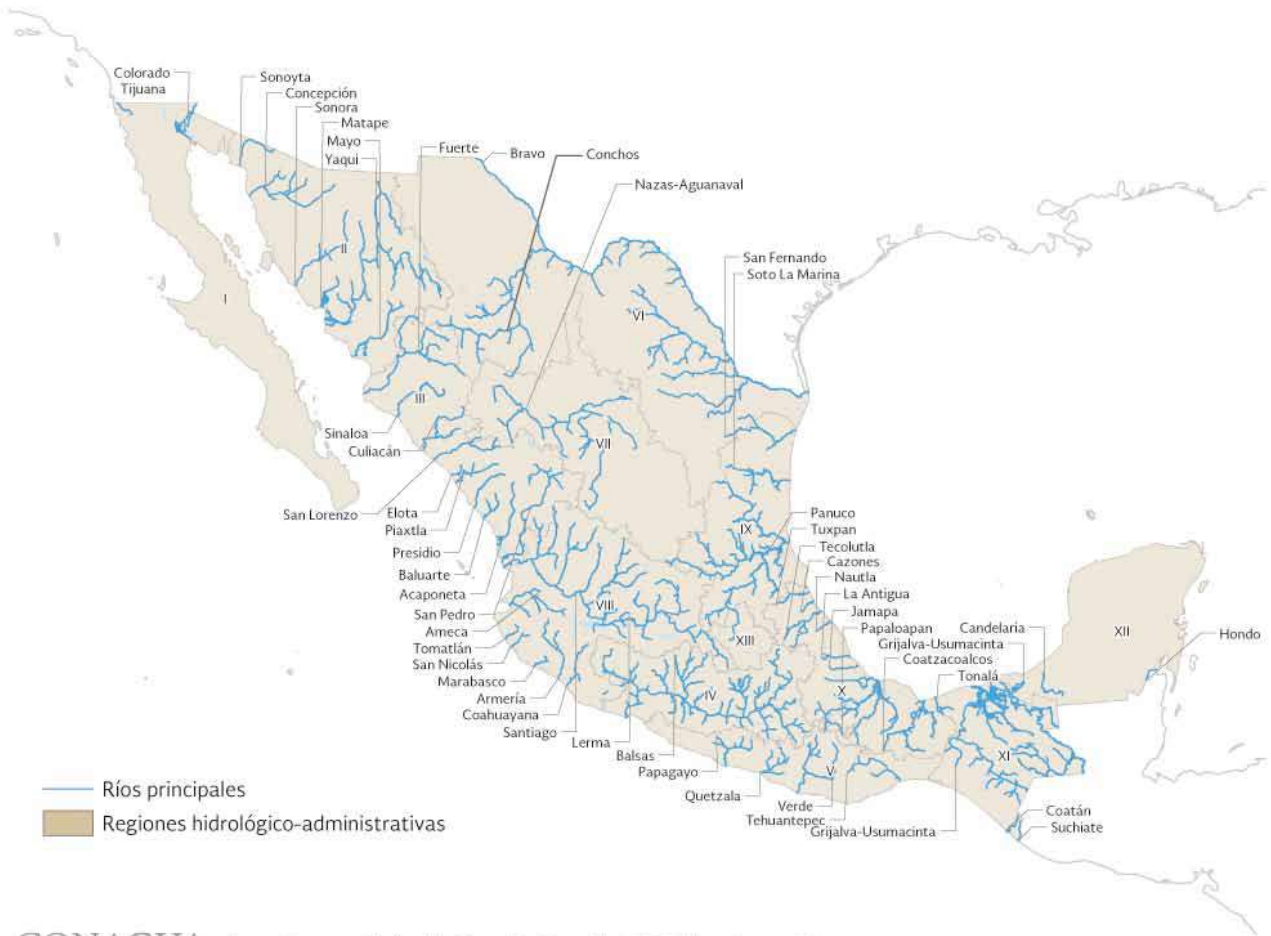 Colorado
Tijuana
Sonoyta
Concepción
Sonora
Matape
Mayo
Yaqui
Fuerte
Bravo
Conchos
Nazas-Aguanaval
San Fernando
Soto La Marina
I
II
III
VI
VII
Sinaloa
Culiacán
San Lorenzo
Elota
Piaxtla
Presidio
Baluarte
Acaponeta
San Pedro
Ameca
Tomatlán
San Nicolás
Marabasco
Armería
Coahuayana
Santiago
Lerma
Balsas
Papagayo
Quetzala
Verde
Tehuantepec
Grijalva-Usumacinta
VIII
IX
XIII
IV
X
V
XI
XII
Panuco
Tuxpan
Tecolutla
Cazones
Nautla
La Antigua
Jamapa
Papaloapan
Candelaria
Grijalva-Usumacinta
Coatzacoalcos
Tonalá
Hondo
Coatán
Suchiate
Ríos principales
Regiones hidrológico-administrativas